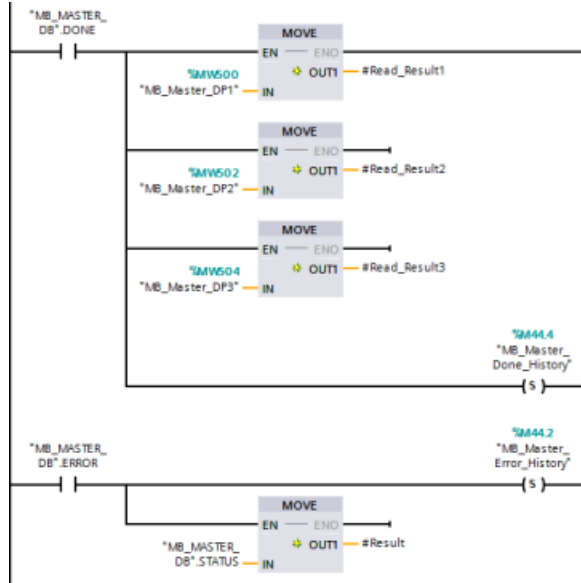 "MB_MASTER_
DB".DONE
MOVE
EN ENO
%MW500
"MB_Master_DP1" IN
OUT1 #Read_Result1
MOVE
EN ENO
%MW502
"MB_Master_DP2" IN
OUT1 #Read_Result2
MOVE
EN ENO
%MW504
"MB_Master_DP3" IN
OUT1 #Read_Result3
%M44.4
"MB_Master_
Done_History"
S
"MB_MASTER_
DB".ERROR
%M44.2
"MB_Master_
Error_History"
S
MOVE
EN ENO
"MB_MASTER_
DB".STATUS IN
OUT1 #Result